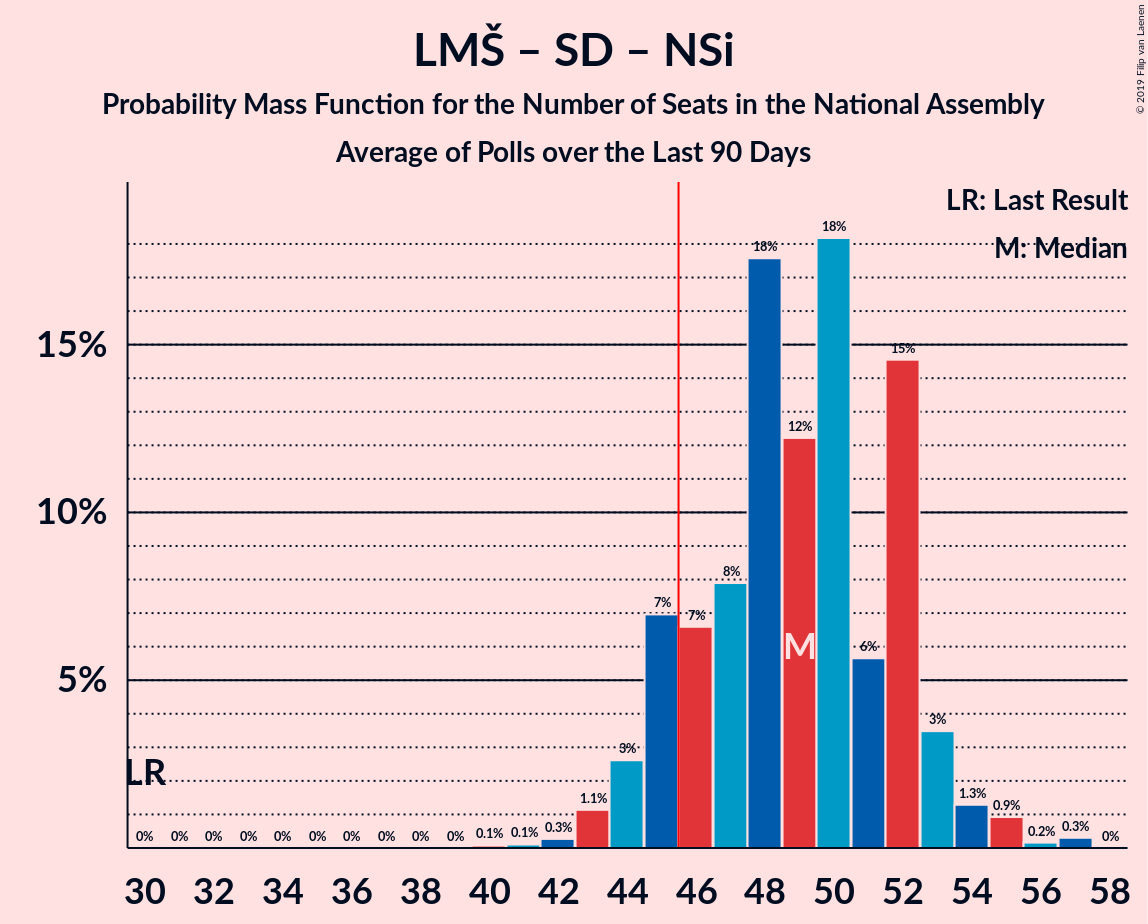 LMŠ – SD – NSi
Probability Mass Function for the Number of Seats in the National Assembly
Average of Polls over the Last 90 Days
© 2019 Filip van Laenen
LR: Last Result
M: Median
15%
10%
5%
LR
M
0% 0% 0% 0% 0% 0% 0% 0% 0% 0% 0.1% 0.1% 0.3% 1.1% 3% 7% 7% 8% 18% 12% 18% 6% 15% 3% 1.3% 0.9% 0.2% 0.3% 0%
30 32 34 36 38 40 42 44 46 48 50 52 54 56 58